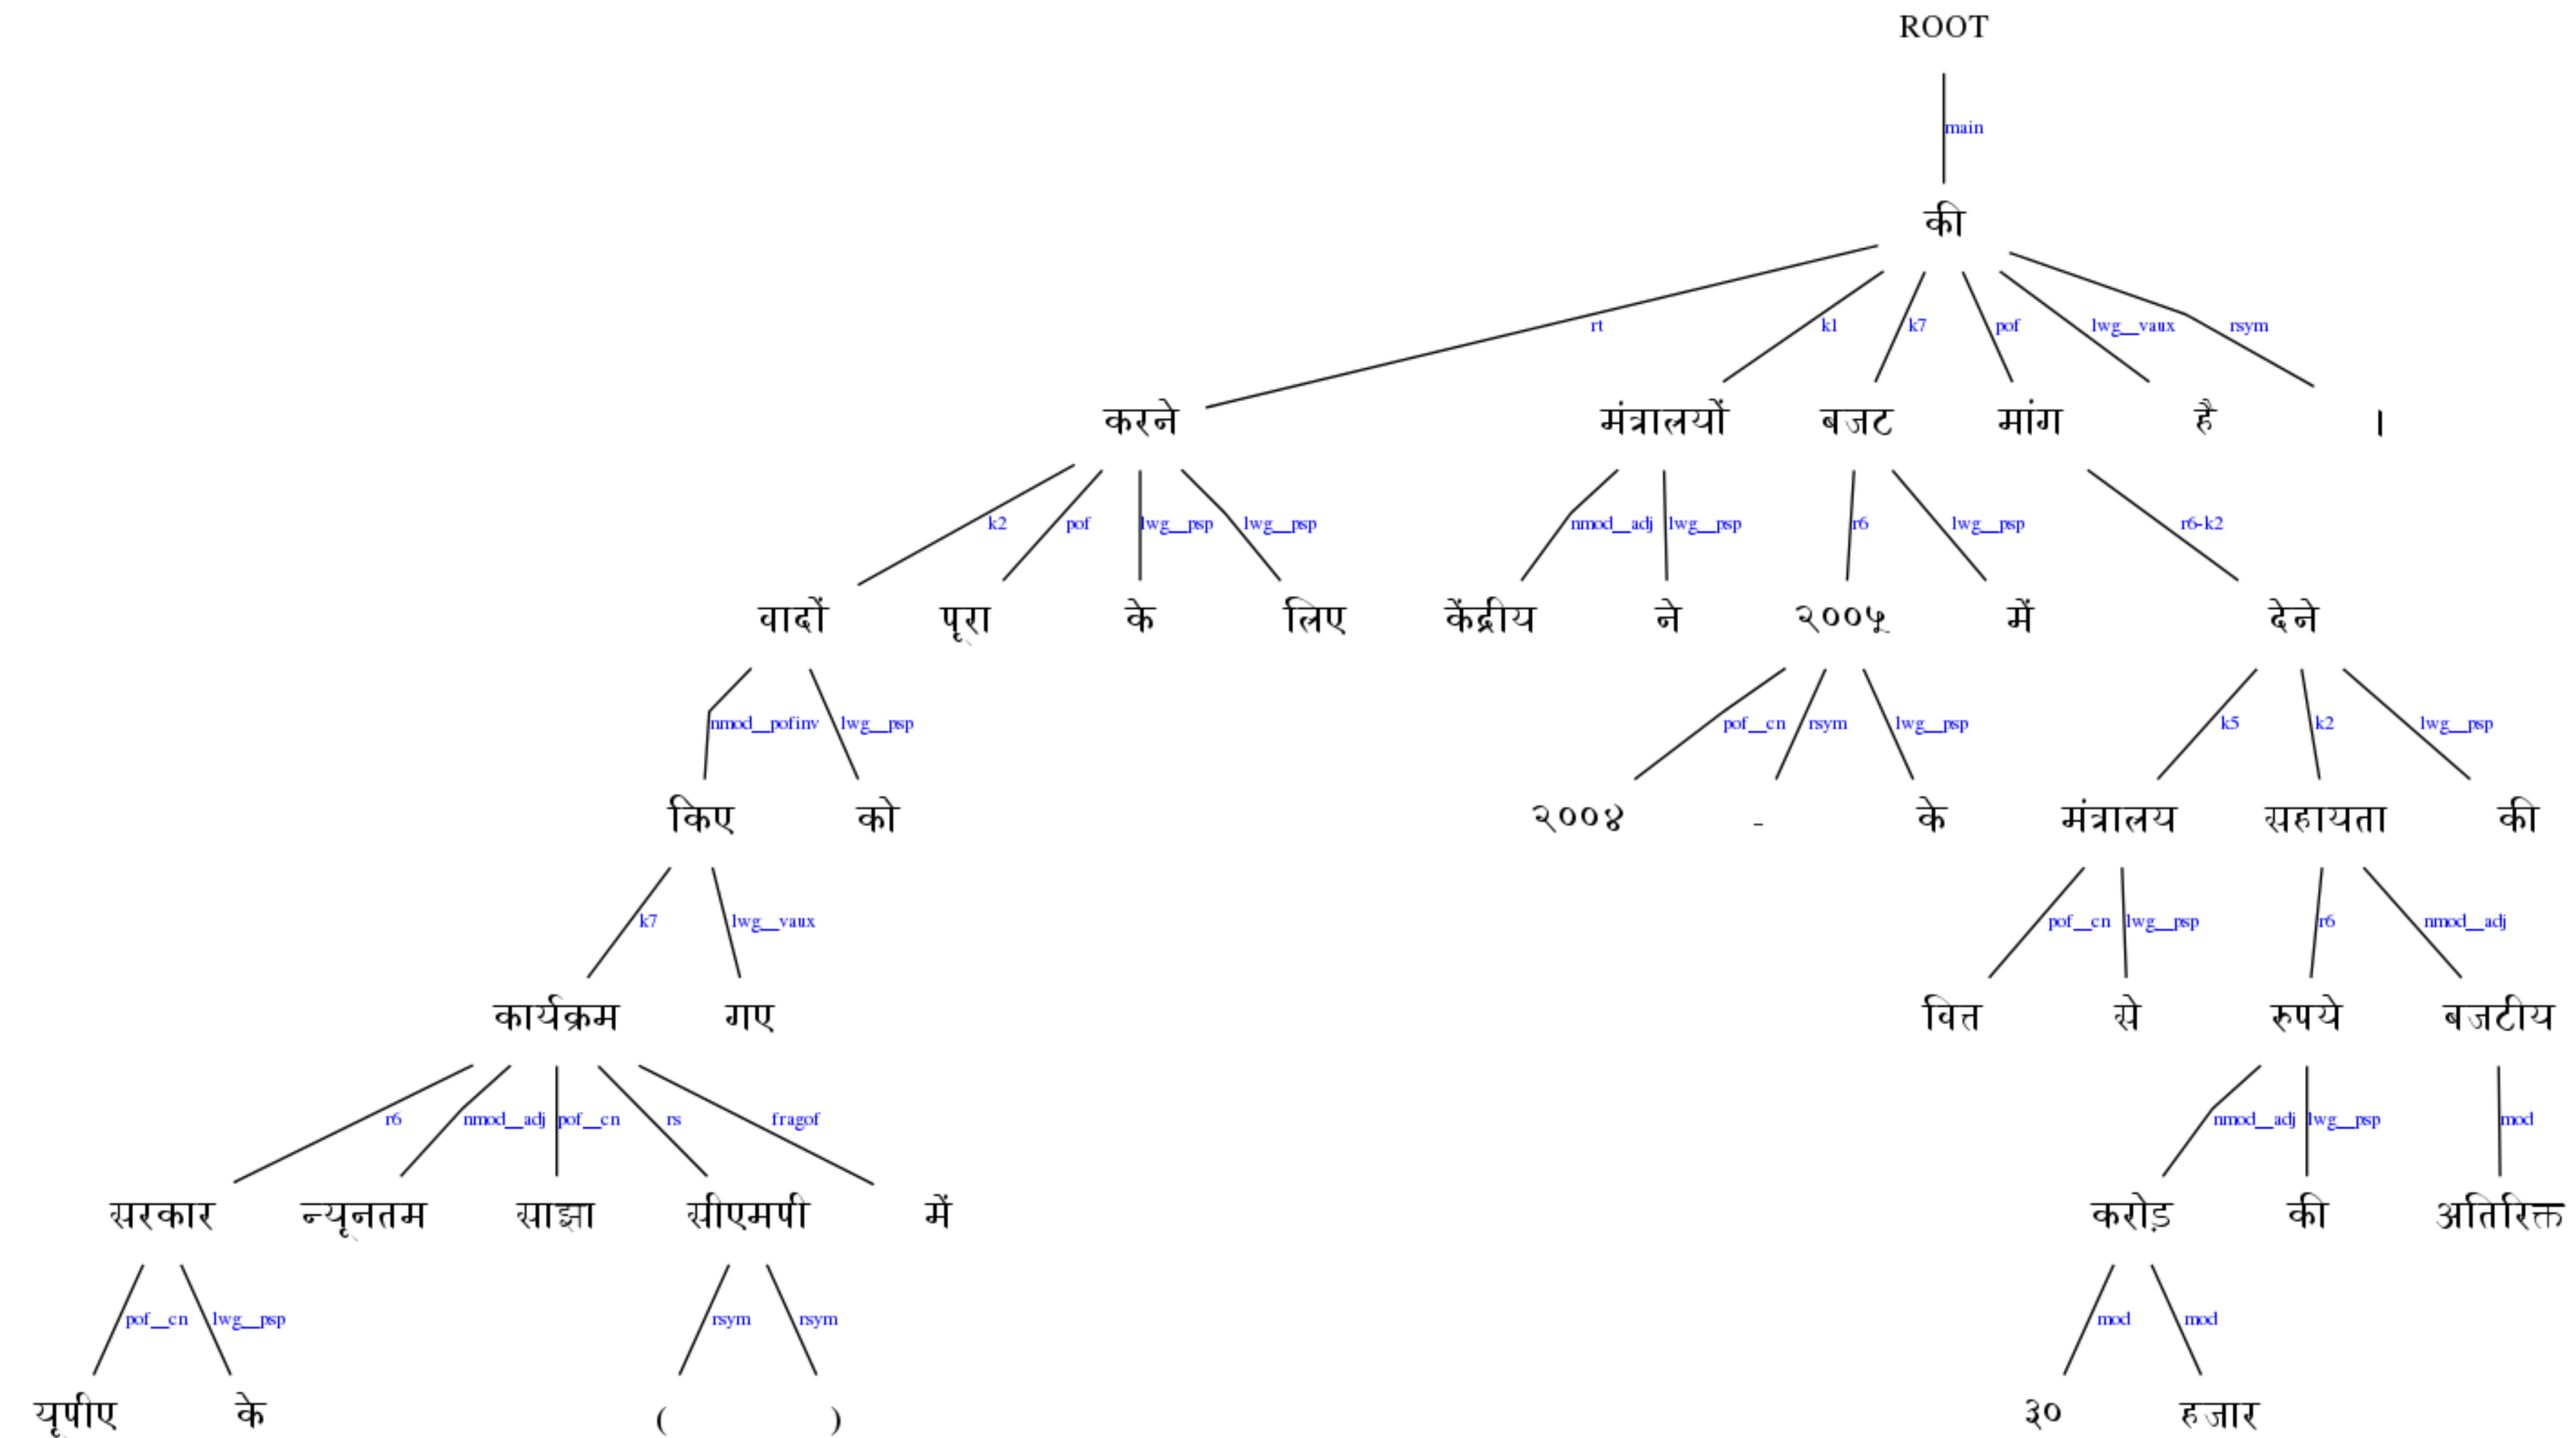 ROOT
main
की
rt k1 k7 pof lwg__vaux rsym
करने मंत्रालयों बजट मांग है ।
k2 pof lwg__psp lwg__psp nmod__adj lwg__psp r6 lwg__psp r6-k2
वादों पूरा के लिए केंद्रीय ने २००५ में देने
nmod__pofinv lwg__psp pof__cn rsym lwg__psp k5 k2 lwg__psp
किए को २००४ - के मंत्रालय सहायता की
k7 lwg__vaux pof__cn lwg__psp r6 nmod__adj
कार्यक्रम गए वित्त से रुपये बजटीय
r6 nmod__adj pof__cn rs fragof nmod__adj lwg__psp mod
सरकार न्यूनतम साझा सीएमपी में करोड़ की अतिरिक्त
pof__cn lwg__psp rsym rsym mod mod
यूपीए के ( ) ३० हजार